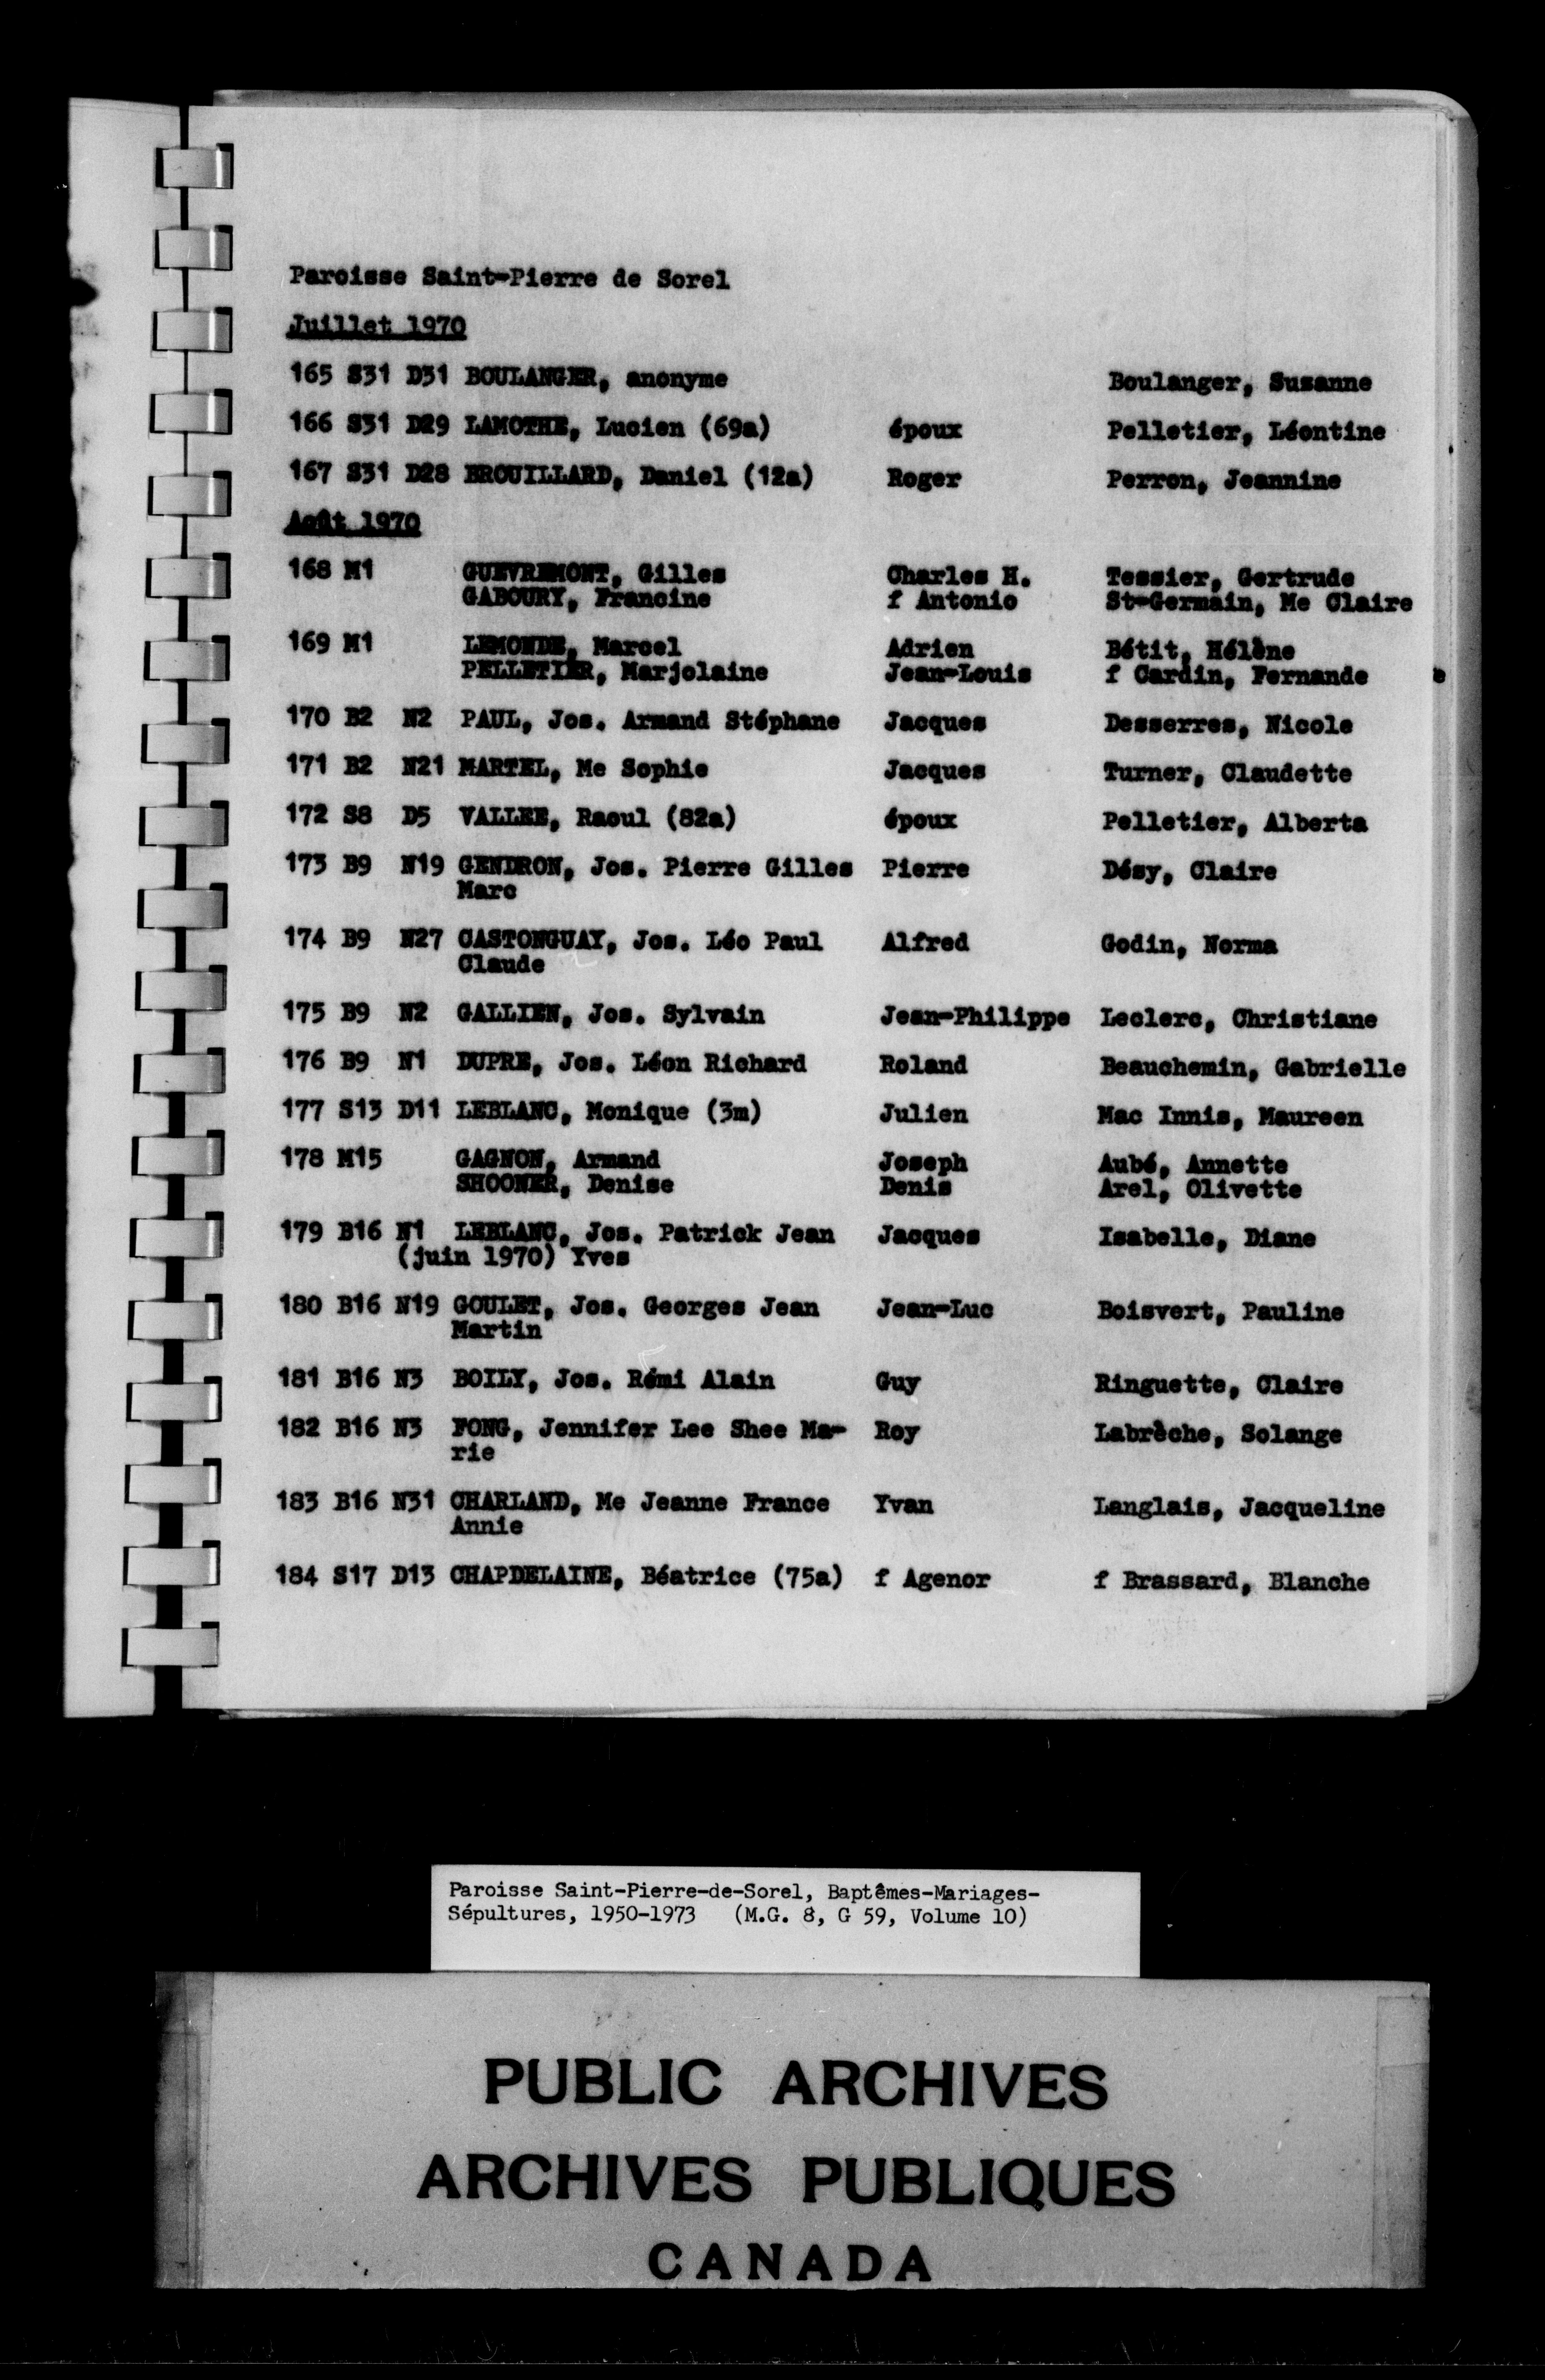 Paroisse Saint-Pierre de Sorel
Juillet 1970
165 S31 D31 BOULANGER, anonyme Boulanger, Suzanne
166 S31 D29 LAMOTHE, Lucien (69a) époux Pelletier, Léontine
167 S31 D28 BROUILLARD, Daniel (12a) Roger Perron, Jeannine
Août 1970
168 M1 GUEVREMONT, Gilles Charles H. Tessier, Gertrude
GABOURY, Francine f Antonio St-Germain, Me Claire
169 M1 LEMONDE, Marcel Adrien Bétit, Hélène
PELLETIER, Marjolaine Jean-Louis f Cardin, Fernande
170 B2 N2 PAUL, Jos. Armand Stéphane Jacques Desserres, Nicole
171 B2 N21 MARTEL, Me Sophie Jacques Turner, Claudette
172 S8 D5 VALLEE, Raoul (82a) époux Pelletier, Alberta
173 B9 N19 GENDRON, Jos. Pierre Gilles Pierre Désy, Claire
Marc
174 B9 N27 CASTONGUAY, Jos. Léo Paul Alfred Godin, Norma
Claude
175 B9 N2 GALLIEN, Jos. Sylvain Jean-Philippe Leclerc, Christiane
176 B9 N1 DUPRE, Jos. Léon Richard Roland Beauchemin, Gabrielle
177 S13 D11 LEBLANC, Monique (3m) Julien Mac Innis, Maureen
178 M15 GAGNON, Armand Joseph Aubé, Annette
SHOONER, Denise Denis Arel, Olivette
179 B16 N1 LEBLANC, Jos. Patrick Jean Jacques Isabelle, Diane
(juin 1970) Yves
180 B16 N19 GOULET, Jos. Georges Jean Jean-Luc Boisvert, Pauline
Martin
181 B16 N3 BOILY, Jos. Rémi Alain Guy Ringuette, Claire
182 B16 N3 FONG, Jennifer Lee Shee Ma- Roy Labrèche, Solange
rie
183 B16 N31 CHARLAND, Me Jeanne France Yvan Langlais, Jacqueline
Annie
184 S17 D13 CHAPDELAINE, Béatrice (75a) f Agenor f Brassard, Blanche
Paroisse Saint-Pierre-de-Sorel, Baptêmes-Mariages-
Sépultures, 1950-1973 (M.G. 8, G 59, Volume 10)
PUBLIC ARCHIVES
ARCHIVES PUBLIQUES
CANADA